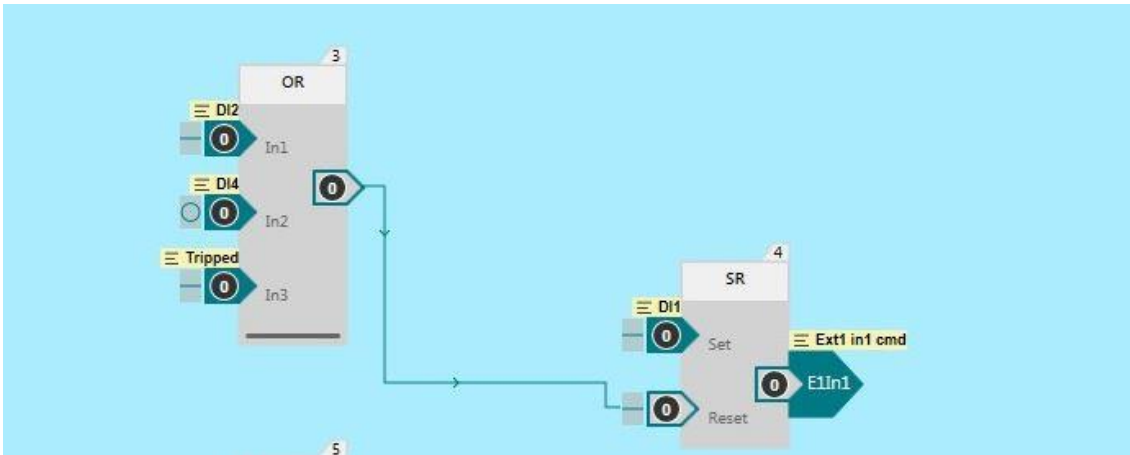 3
OR
DI2
0
In1
0
DI4
0
In2
Tripped
0
In3
4
SR
DI1
0
Set
Ext1 in1 cmd
0
E1In1
0
Reset
5